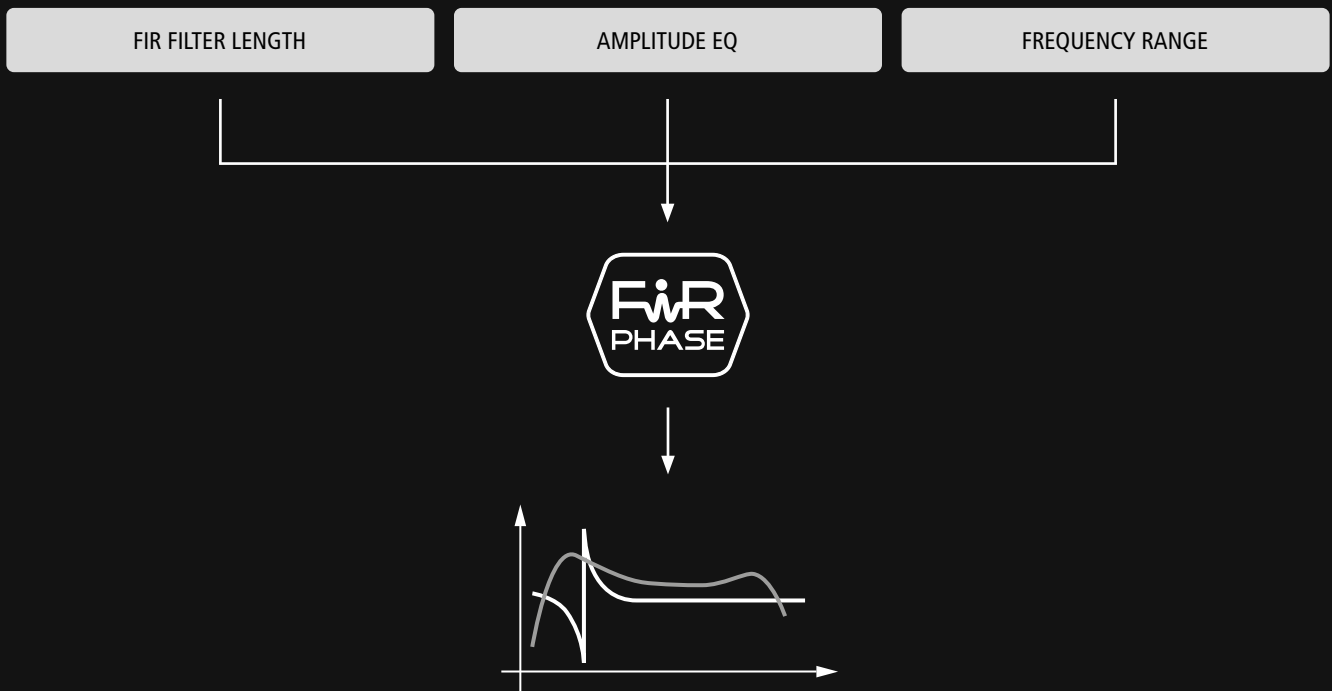 FIR FILTER LENGTH
AMPLITUDE EQ
FREQUENCY RANGE
FiR
PHASE